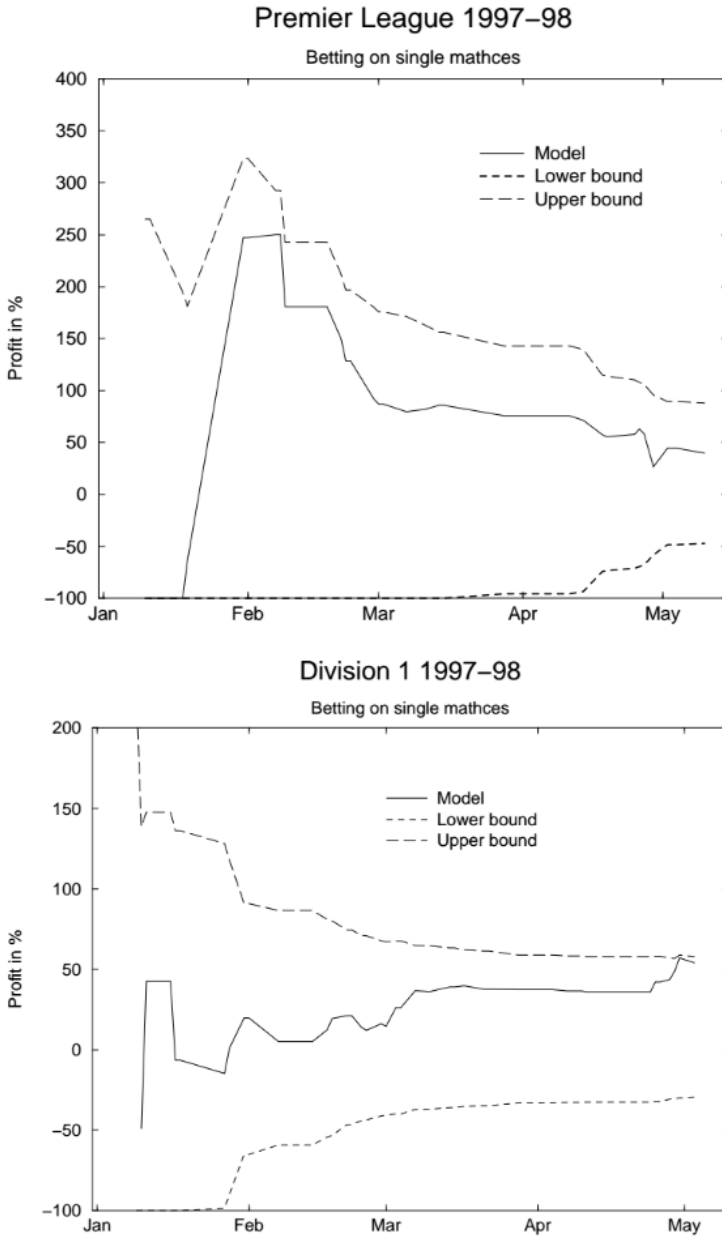 Premier League 1997–98
Betting on single mathces
400
350
300
250
200
150
100
50
0
−50
−100
Profit in %
Model
Lower bound
Upper bound
Jan Feb Mar Apr May
Division 1 1997–98
Betting on single mathces
200
150
100
50
0
−50
−100
Profit in %
Model
Lower bound
Upper bound
Jan Feb Mar Apr May